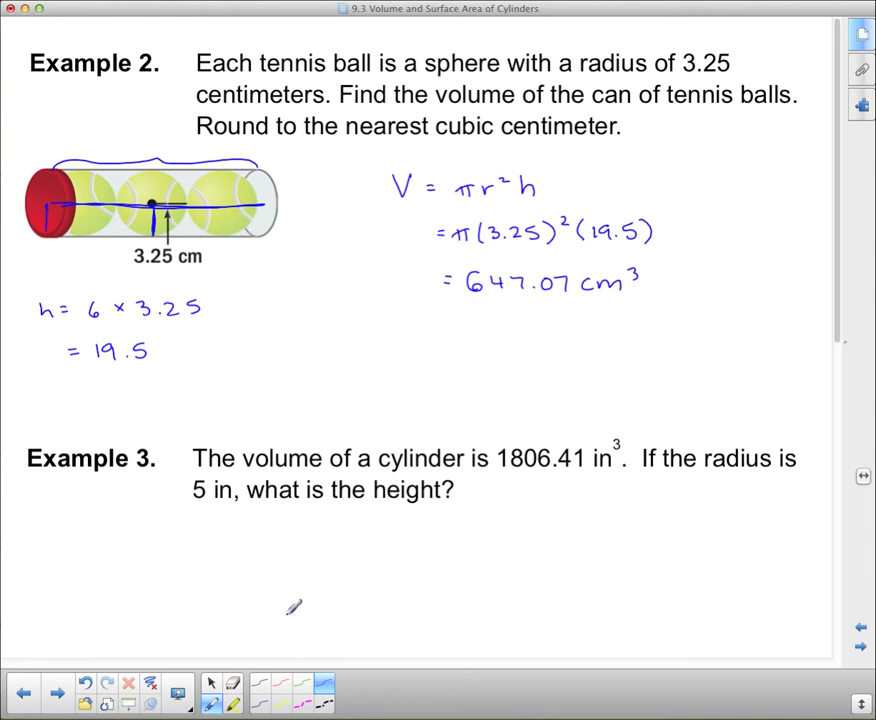 9.3 Volume and Surface Area of Cylinders
Example 2. Each tennis ball is a sphere with a radius of 3.25
centimeters. Find the volume of the can of tennis balls.
Round to the nearest cubic centimeter.
V = πr²h
= π(3.25)²(19.5)
3.25 cm
= 647.07 cm³
h = 6 × 3.25
= 19.5
Example 3. The volume of a cylinder is 1806.41 in³. If the radius is
5 in, what is the height?